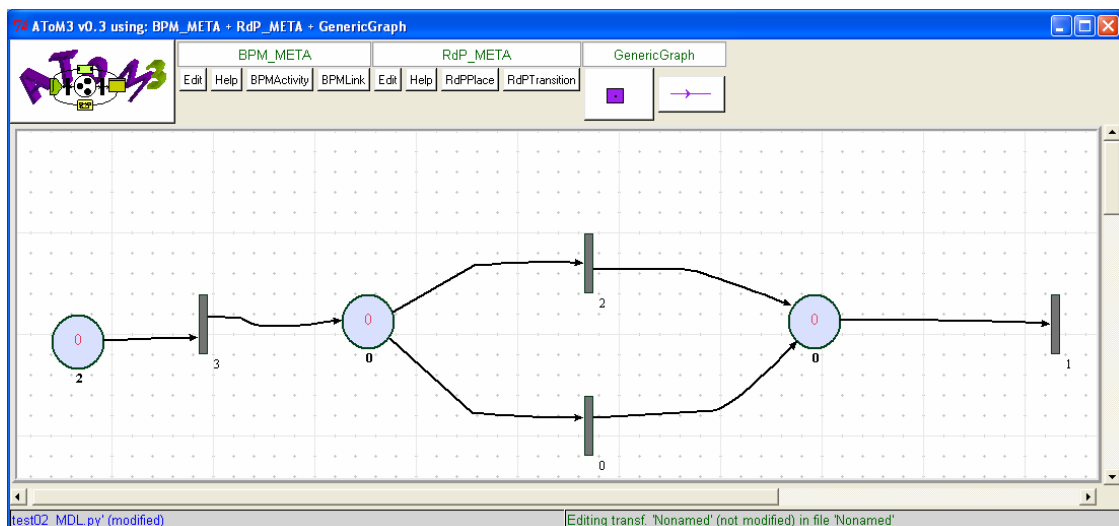 AToM3 v0.3 using: BPM_META + RdP_META + GenericGraph
ATOM3
BPM_META RdP_META GenericGraph
Edit Help BPMActivity BPMLink Edit Help RdPPlace RdPTransition
2
0 0 0
3 0 0 1
2
0
test02_MDL.py' (modified) Editing transf. 'Nonamed' (not modified) in file 'Nonamed'